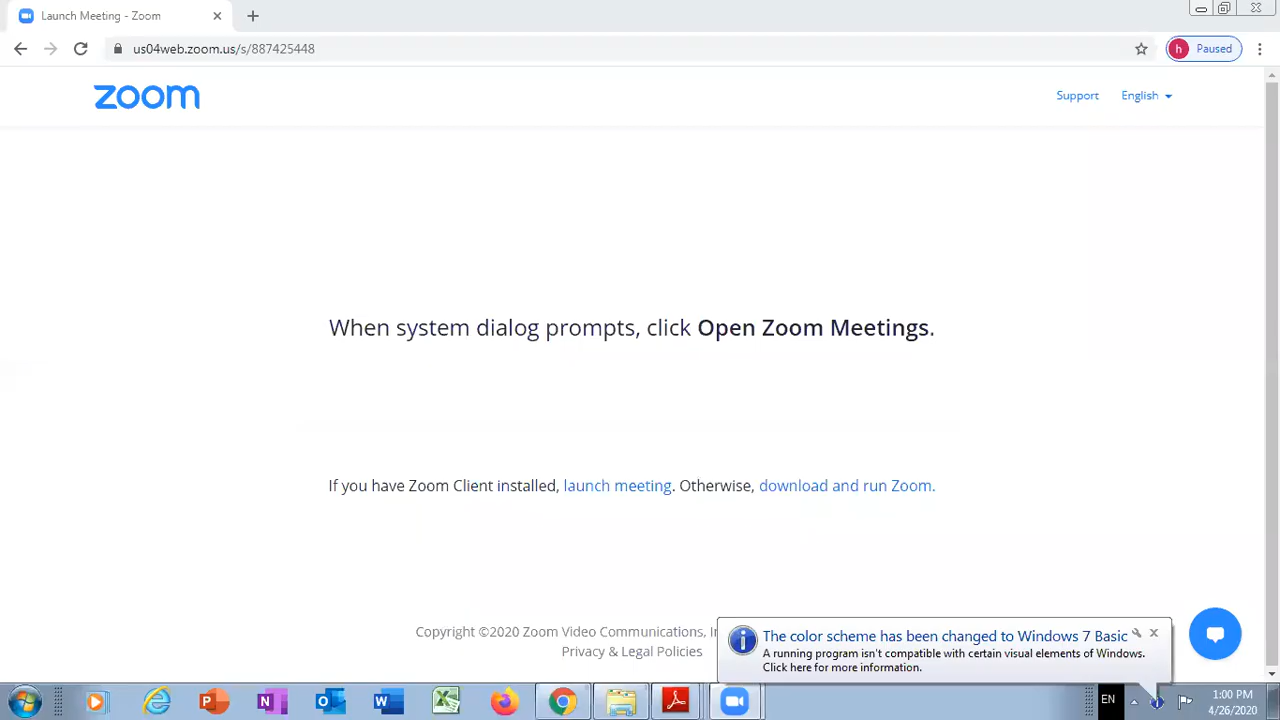 Launch Meeting - Zoom
us04web.zoom.us/s/887425448
h Paused
zoom
Support English
When system dialog prompts, click Open Zoom Meetings.
If you have Zoom Client installed, launch meeting. Otherwise, download and run Zoom.
Copyright ©2020 Zoom Video Communications,
Privacy & Legal Policies
The color scheme has been changed to Windows 7 Basic
A running program isn't compatible with certain visual elements of Windows.
Click here for more information.
EN
1:00 PM
4/26/2020